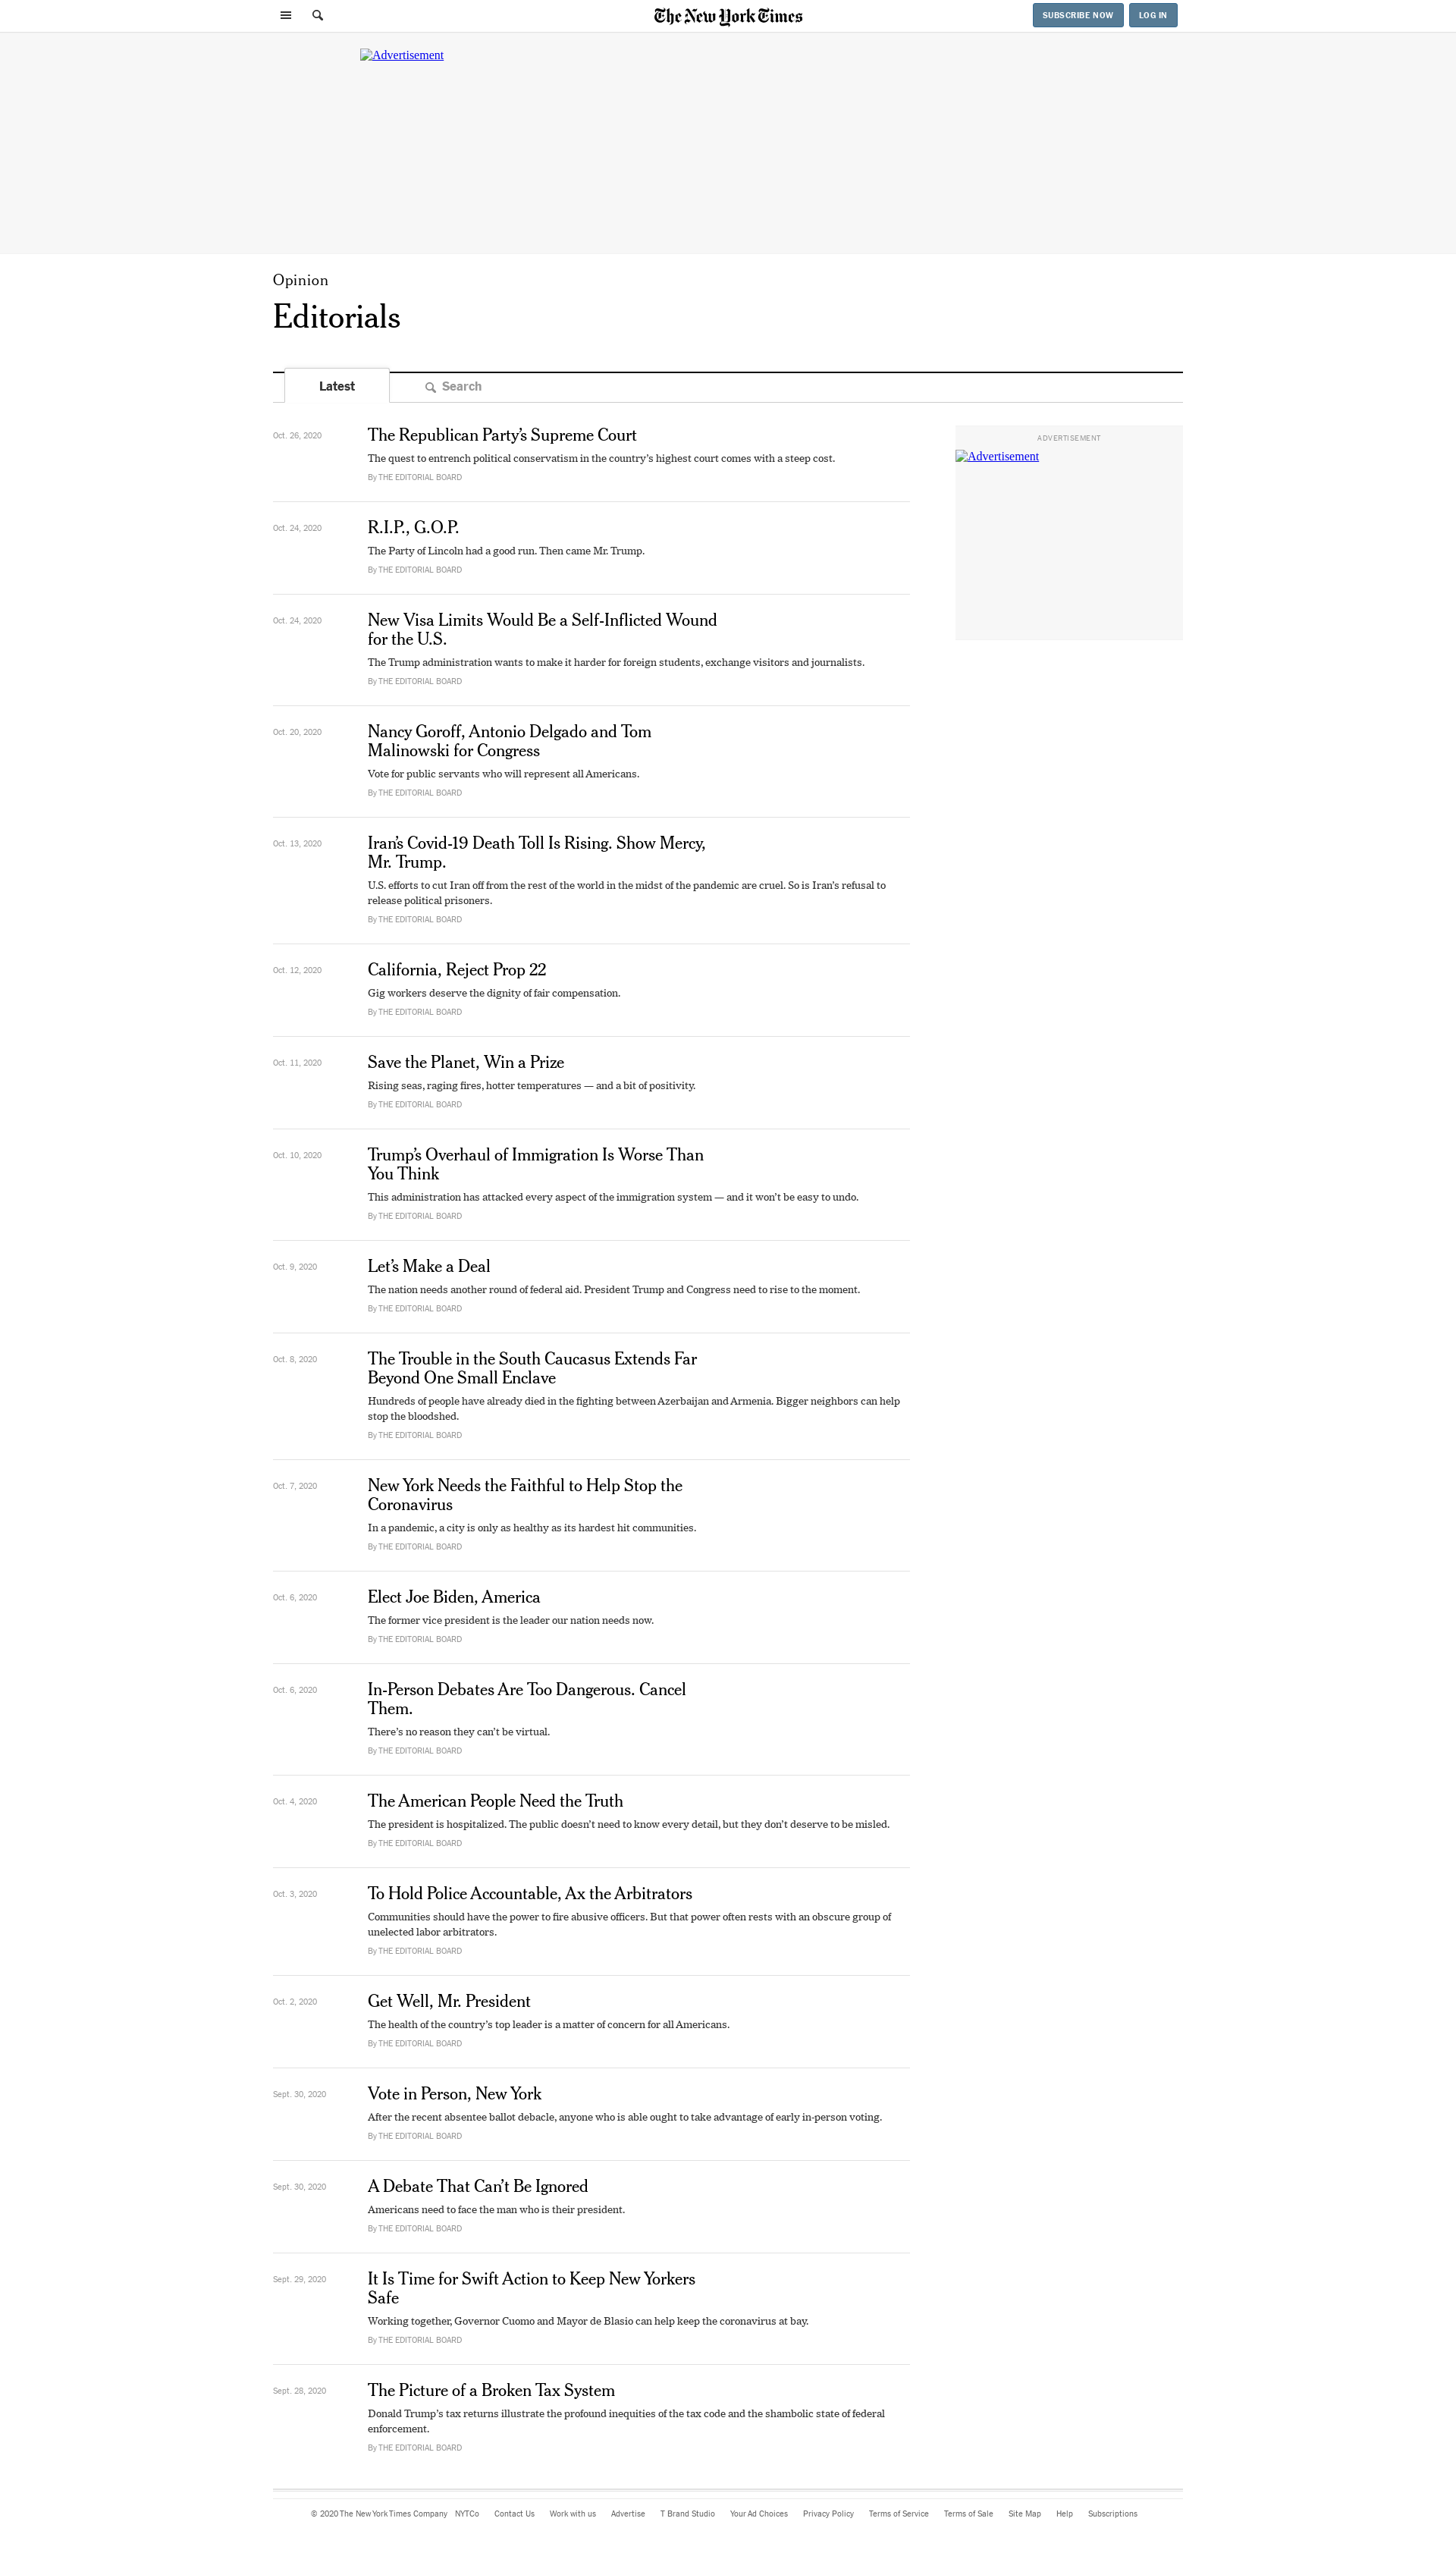 The New York Times
SUBSCRIBE NOW
LOG IN
Advertisement
Opinion
Editorials
Latest
Search
Oct. 26, 2020
The Republican Party’s Supreme Court
The quest to entrench political conservatism in the country’s highest court comes with a steep cost.
By THE EDITORIAL BOARD
ADVERTISEMENT
Advertisement
Oct. 24, 2020
R.I.P., G.O.P.
The Party of Lincoln had a good run. Then came Mr. Trump.
By THE EDITORIAL BOARD
Oct. 24, 2020
New Visa Limits Would Be a Self-Inflicted Wound
for the U.S.
The Trump administration wants to make it harder for foreign students, exchange visitors and journalists.
By THE EDITORIAL BOARD
Oct. 20, 2020
Nancy Goroff, Antonio Delgado and Tom
Malinowski for Congress
Vote for public servants who will represent all Americans.
By THE EDITORIAL BOARD
Oct. 13, 2020
Iran’s Covid-19 Death Toll Is Rising. Show Mercy,
Mr. Trump.
U.S. efforts to cut Iran off from the rest of the world in the midst of the pandemic are cruel. So is Iran’s refusal to
release political prisoners.
By THE EDITORIAL BOARD
Oct. 12, 2020
California, Reject Prop 22
Gig workers deserve the dignity of fair compensation.
By THE EDITORIAL BOARD
Oct. 11, 2020
Save the Planet, Win a Prize
Rising seas, raging fires, hotter temperatures — and a bit of positivity.
By THE EDITORIAL BOARD
Oct. 10, 2020
Trump’s Overhaul of Immigration Is Worse Than
You Think
This administration has attacked every aspect of the immigration system — and it won’t be easy to undo.
By THE EDITORIAL BOARD
Oct. 9, 2020
Let’s Make a Deal
The nation needs another round of federal aid. President Trump and Congress need to rise to the moment.
By THE EDITORIAL BOARD
Oct. 8, 2020
The Trouble in the South Caucasus Extends Far
Beyond One Small Enclave
Hundreds of people have already died in the fighting between Azerbaijan and Armenia. Bigger neighbors can help
stop the bloodshed.
By THE EDITORIAL BOARD
Oct. 7, 2020
New York Needs the Faithful to Help Stop the
Coronavirus
In a pandemic, a city is only as healthy as its hardest hit communities.
By THE EDITORIAL BOARD
Oct. 6, 2020
Elect Joe Biden, America
The former vice president is the leader our nation needs now.
By THE EDITORIAL BOARD
Oct. 6, 2020
In-Person Debates Are Too Dangerous. Cancel
Them.
There’s no reason they can’t be virtual.
By THE EDITORIAL BOARD
Oct. 4, 2020
The American People Need the Truth
The president is hospitalized. The public doesn’t need to know every detail, but they don’t deserve to be misled.
By THE EDITORIAL BOARD
Oct. 3, 2020
To Hold Police Accountable, Ax the Arbitrators
Communities should have the power to fire abusive officers. But that power often rests with an obscure group of
unelected labor arbitrators.
By THE EDITORIAL BOARD
Oct. 2, 2020
Get Well, Mr. President
The health of the country’s top leader is a matter of concern for all Americans.
By THE EDITORIAL BOARD
Sept. 30, 2020
Vote in Person, New York
After the recent absentee ballot debacle, anyone who is able ought to take advantage of early in-person voting.
By THE EDITORIAL BOARD
Sept. 30, 2020
A Debate That Can’t Be Ignored
Americans need to face the man who is their president.
By THE EDITORIAL BOARD
Sept. 29, 2020
It Is Time for Swift Action to Keep New Yorkers
Safe
Working together, Governor Cuomo and Mayor de Blasio can help keep the coronavirus at bay.
By THE EDITORIAL BOARD
Sept. 28, 2020
The Picture of a Broken Tax System
Donald Trump’s tax returns illustrate the profound inequities of the tax code and the shambolic state of federal
enforcement.
By THE EDITORIAL BOARD
© 2020 The New York Times Company NYTCo Contact Us Work with us Advertise T Brand Studio Your Ad Choices Privacy Policy Terms of Service Terms of Sale Site Map Help Subscriptions